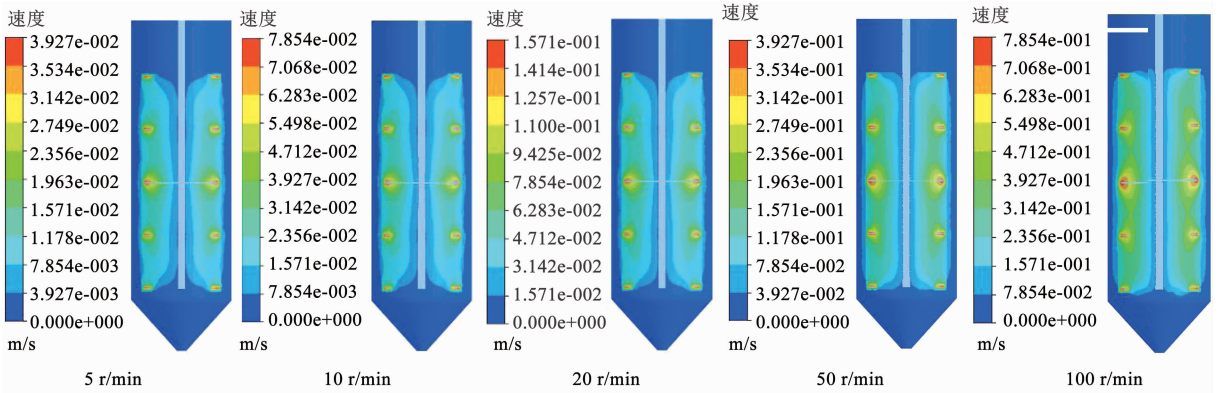 速度
3.927e-002
3.534e-002
3.142e-002
2.749e-002
2.356e-002
1.963e-002
1.571e-002
1.178e-002
7.854e-003
3.927e-003
0.000e+000
m/s
5 r/min
速度
7.854e-002
7.068e-002
6.283e-002
5.498e-002
4.712e-002
3.927e-002
3.142e-002
2.356e-002
1.571e-002
7.854e-003
0.000e+000
m/s
10 r/min
速度
1.571e-001
1.414e-001
1.257e-001
1.100e-001
9.425e-002
7.854e-002
6.283e-002
4.712e-002
3.142e-002
1.571e-002
0.000e+000
m/s
20 r/min
速度
3.927e-001
3.534e-001
3.142e-001
2.749e-001
2.356e-001
1.963e-001
1.571e-001
1.178e-001
7.854e-002
3.927e-002
0.000e+000
m/s
50 r/min
速度
7.854e-001
7.068e-001
6.283e-001
5.498e-001
4.712e-001
3.927e-001
3.142e-001
2.356e-001
1.571e-001
7.854e-002
0.000e+000
m/s
100 r/min